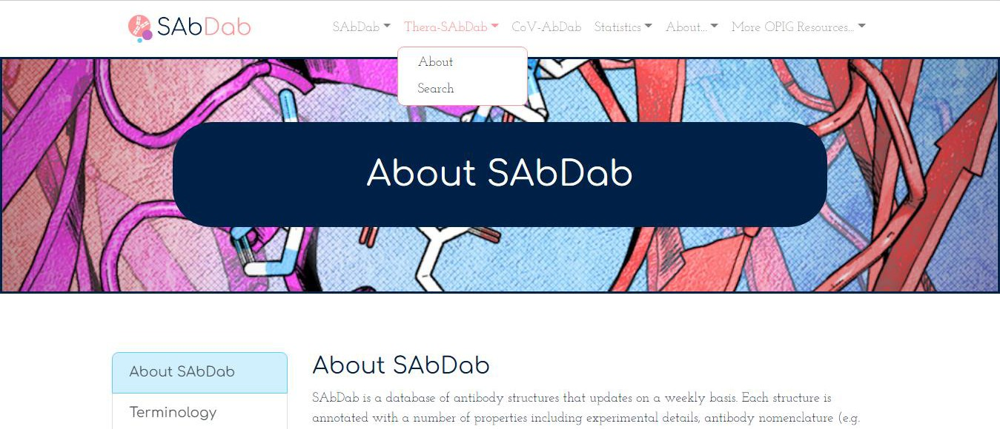 SAbDab
SAbDab Thera-SAbDab CoV-AbDab Statistics About... More OPIG Resources...
About
Search
About SAbDab
About SAbDab
Terminology
About SAbDab
SAbDab is a database of antibody structures that updates on a weekly basis. Each structure is
annotated with a number of properties including experimental details, antibody nomenclature (e.g.